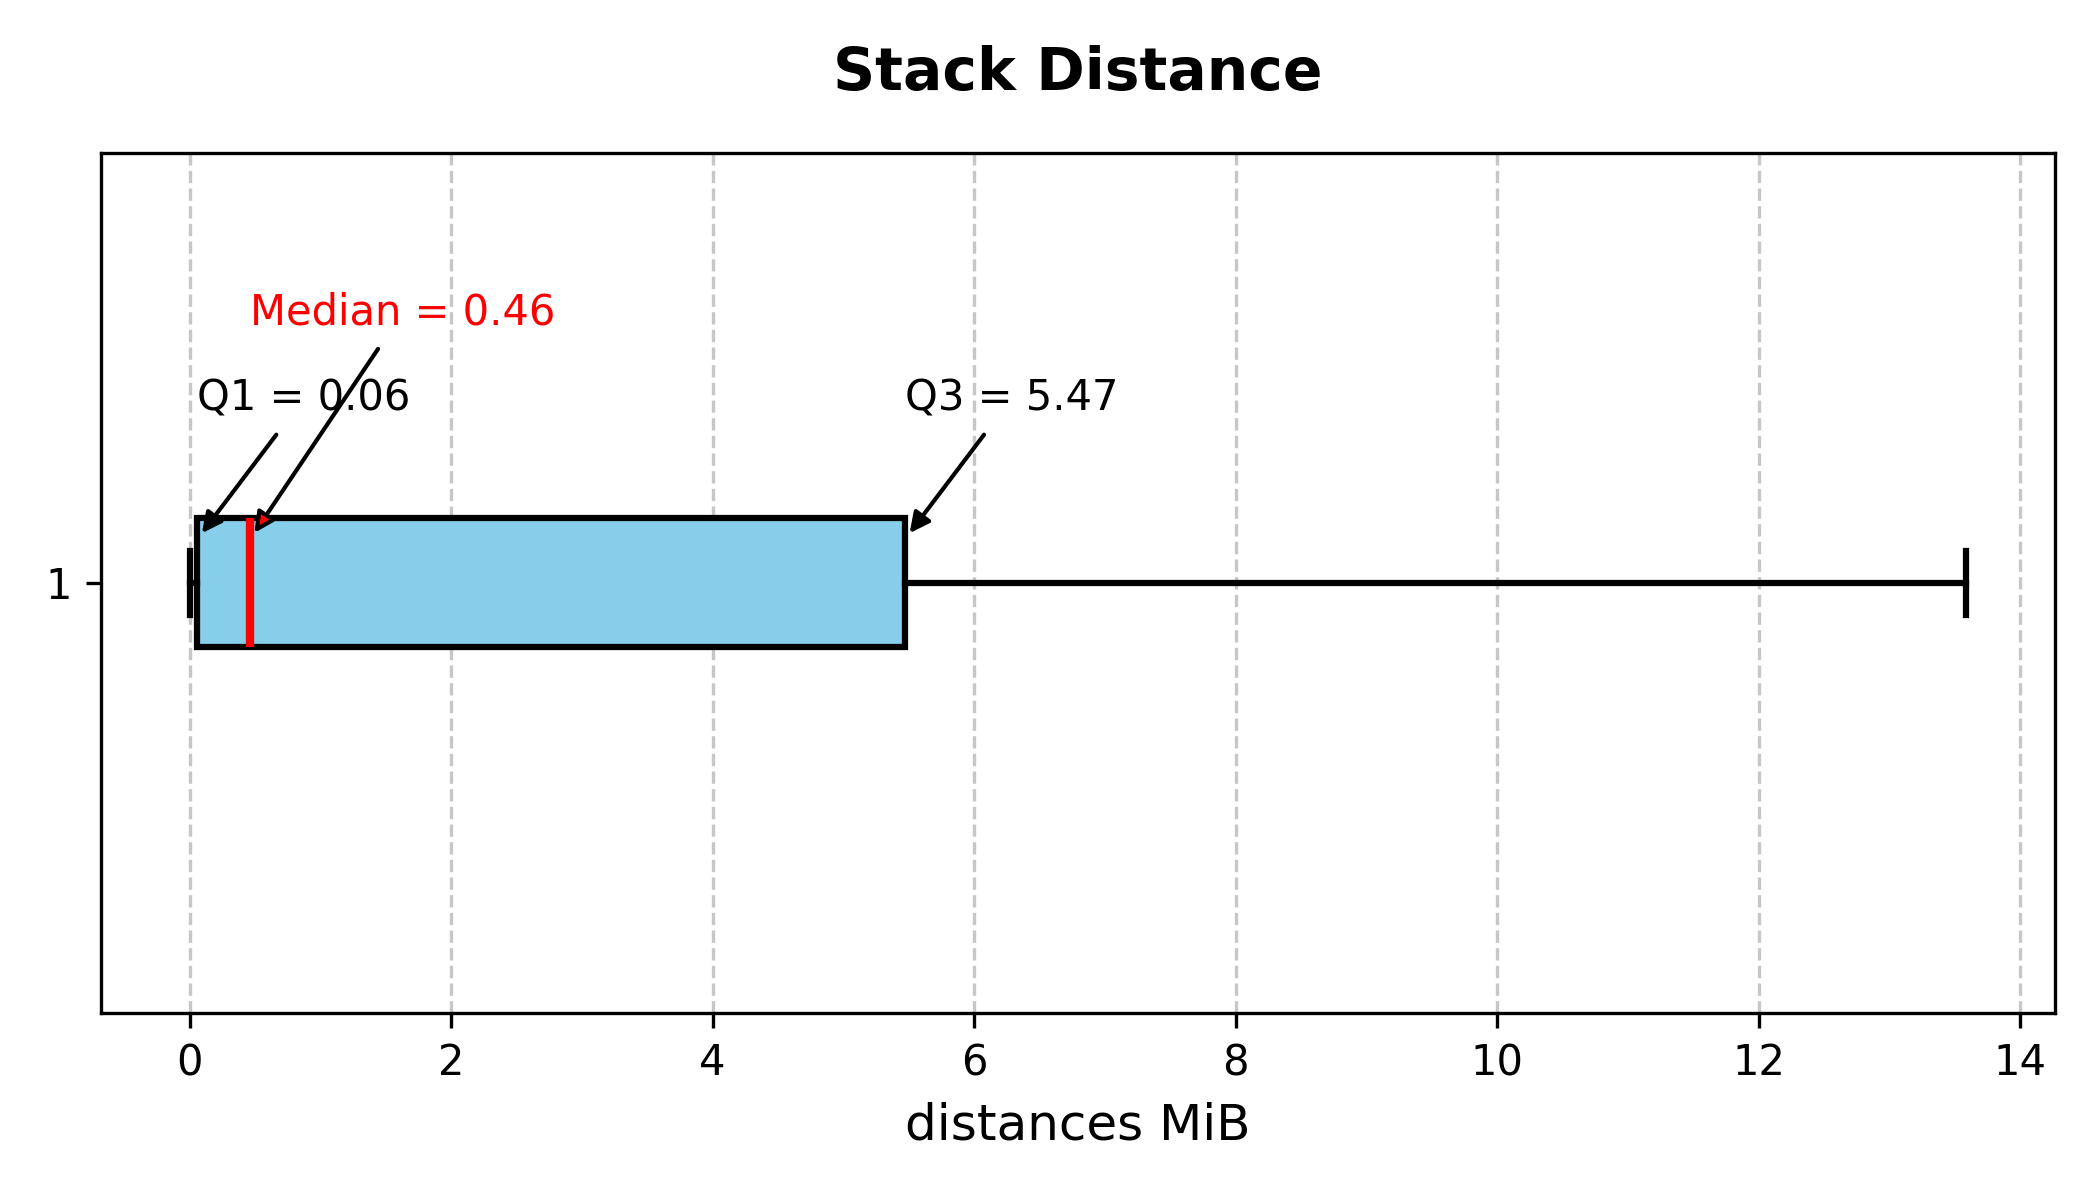 Stack Distance
Median = 0.46
Q1 = 0.06
Q3 = 5.47
1
0 2 4 6 8 10 12 14
distances MiB